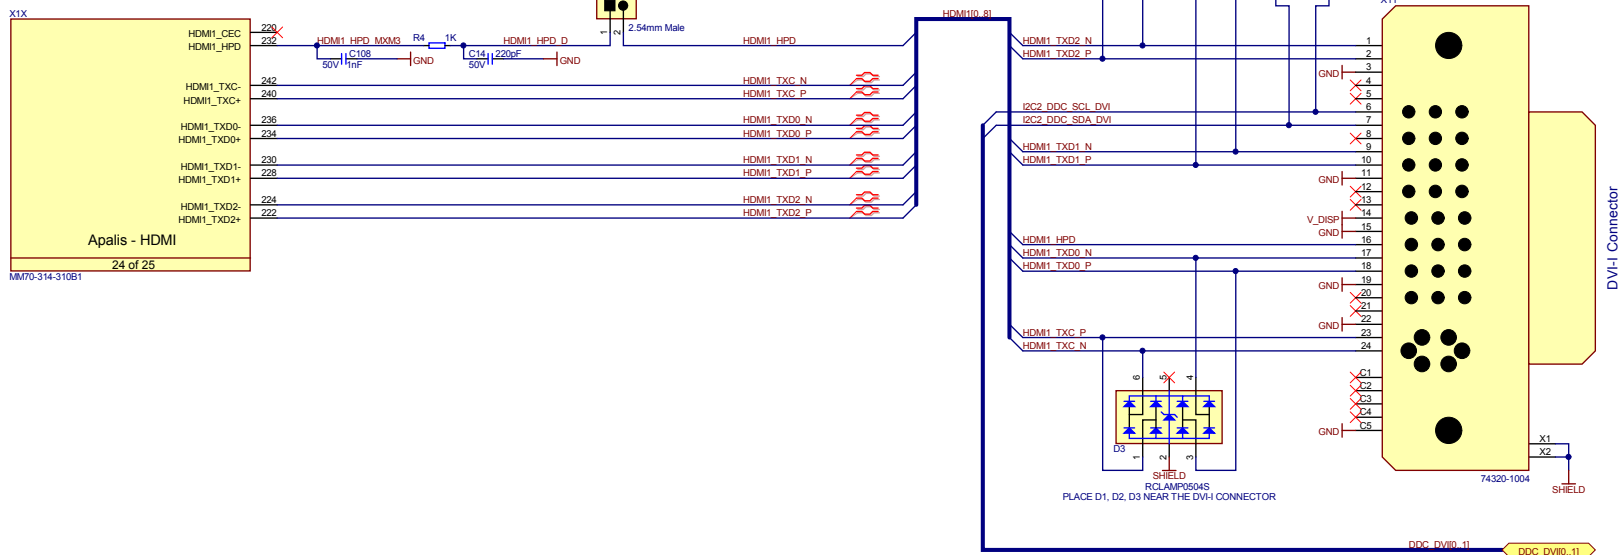 X1X
HDMI1_CEC
220
HDMI1_HPD
232
HDMI1_HPD_MXM3
R4
1K
HDMI1_HPD_D
1
2
2.54mm Male
HDMI1_HPD
C108
50V 1nF
GND
C14 220pF
50V
GND
HDMI1_TXC-
242
HDMI1_TXC_N
HDMI1_TXC+
240
HDMI1_TXC_P
HDMI1_TXD0-
236
HDMI1_TXD0_N
HDMI1_TXD0+
234
HDMI1_TXD0_P
HDMI1_TXD1-
230
HDMI1_TXD1_N
HDMI1_TXD1+
228
HDMI1_TXD1_P
HDMI1_TXD2-
224
HDMI1_TXD2_N
HDMI1_TXD2+
222
HDMI1_TXD2_P
Apalis - HDMI
24 of 25
MM70-314-310B1
HDMI1[0..8]
HDMI1_TXD2_N
1
HDMI1_TXD2_P
2
GND
3
4
5
I2C2_DDC_SCL_DVI
6
I2C2_DDC_SDA_DVI
7
8
HDMI1_TXD1_N
9
HDMI1_TXD1_P
10
GND
11
12
13
V_DISP
14
GND
15
HDMI1_HPD
16
HDMI1_TXD0_N
17
HDMI1_TXD0_P
18
GND
19
20
21
GND
22
HDMI1_TXC_P
23
HDMI1_TXC_N
24
C1
C2
C3
C4
GND
C5
DVI-I Connector
X1
X2
74320-1004
SHIELD
6
5
4
D3
1
2
3
SHIELD
RCLAMP0504S
PLACE D1, D2, D3 NEAR THE DVI-I CONNECTOR
DDC_DVI[0..1]
DDC_DVI[0..1]